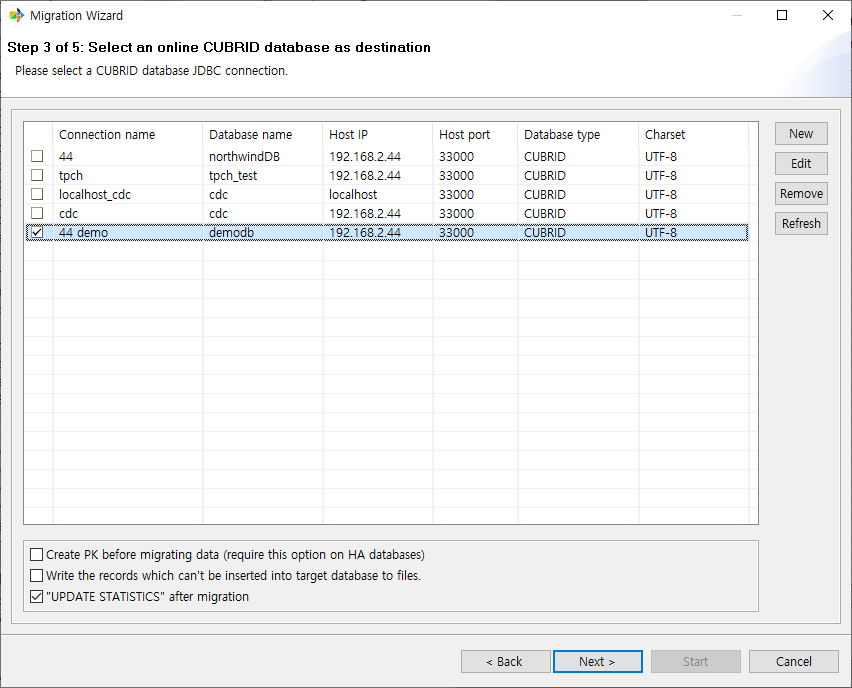 Migration Wizard
Step 3 of 5: Select an online CUBRID database as destination
Please select a CUBRID database JDBC connection.
Connection name Database name Host IP Host port Database type Charset
44 northwindDB 192.168.2.44 33000 CUBRID UTF-8
tpch tpch_test 192.168.2.44 33000 CUBRID UTF-8
localhost_cdc cdc localhost 33000 CUBRID UTF-8
cdc cdc 192.168.2.44 33000 CUBRID UTF-8
44 demo demodb 192.168.2.44 33000 CUBRID UTF-8
New
Edit
Remove
Refresh
Create PK before migrating data (require this option on HA databases)
Write the records which can't be inserted into target database to files.
"UPDATE STATISTICS" after migration
< Back Next > Start Cancel